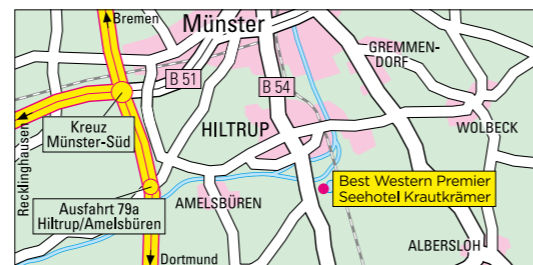 Bremen
Münster
GREMMEN-
DORF
B 51
B 54
Recklinghausen
Kreuz
Münster-Süd
HILTRUP
WOLBECK
Best Western Premier
Seehotel Krautkrämer
Ausfahrt 79a
Hiltrup/Amelsbüren
AMELSBÜREN
ALBERSLOH
Dortmund